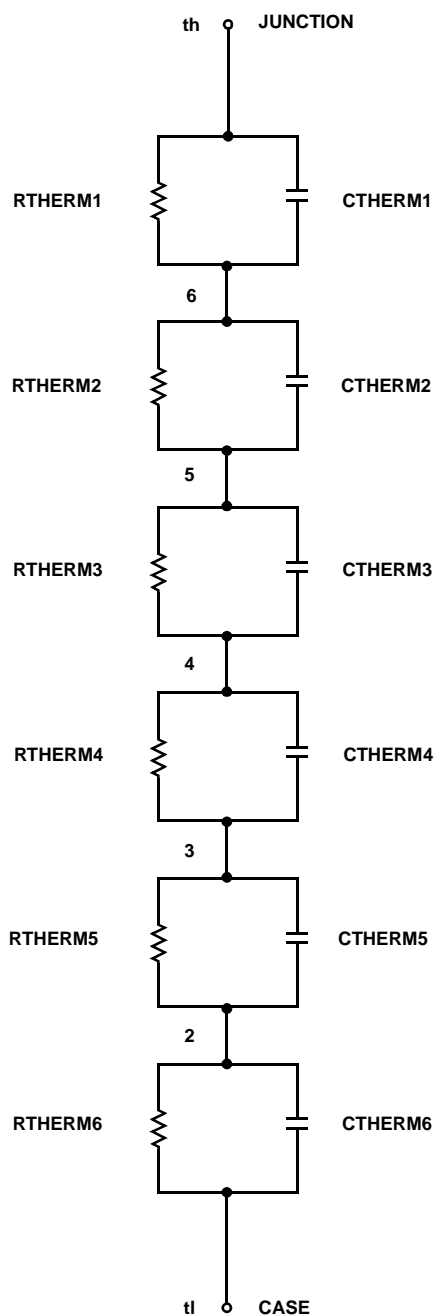 th JUNCTION
RTHERM1 CTHERM1
6
RTHERM2 CTHERM2
5
RTHERM3 CTHERM3
4
RTHERM4 CTHERM4
3
RTHERM5 CTHERM5
2
RTHERM6 CTHERM6
tl CASE